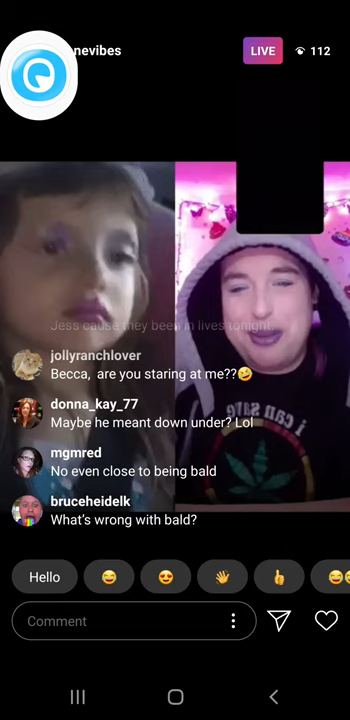 nevibes
LIVE
112
Jess cause they been in lives tonight.
jollyranchlover
Becca, are you staring at me??🤪
donna_kay_77
Maybe he meant down under? Lol
mgmred
No even close to being bald
bruceheidelk
What's wrong with bald?
i can save
Hello
Comment